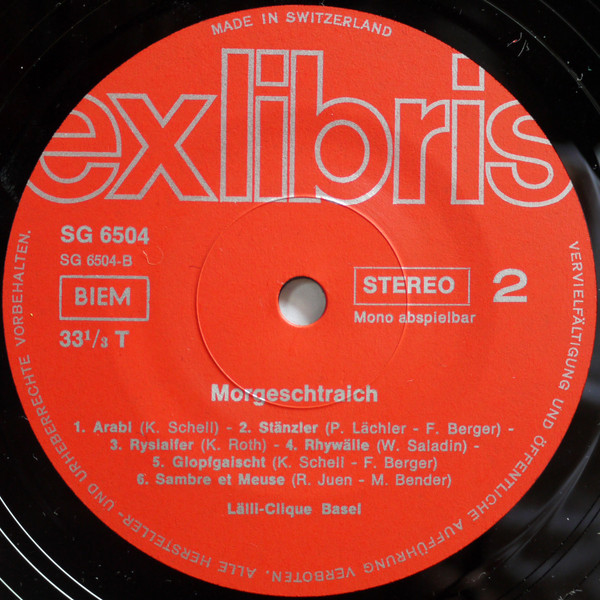 MADE IN SWITZERLAND
exlibris
SG 6504
SG 6504-B
BIEM
33 1/3 T
STEREO 2
Mono abspielbar
Morgeschtraich
1. Arabi (K. Schell) - 2. Stänzler (P. Lächler - F. Berger) -
3. Ryslaifer (K. Roth) - 4. Rhywälle (W. Saladin) -
5. Glopfgaischt (K. Schell - F. Berger)
6. Sambre et Meuse (R. Juen - M. Bender)
Lälli-Clique Basel
VERVIELFÄLTIGUNG UND ÖFFENTLICHE AUFFÜHRUNG VERBOTEN. ALLE HERSTELLER- UND URHEBERRECHTE VORBEHALTEN.